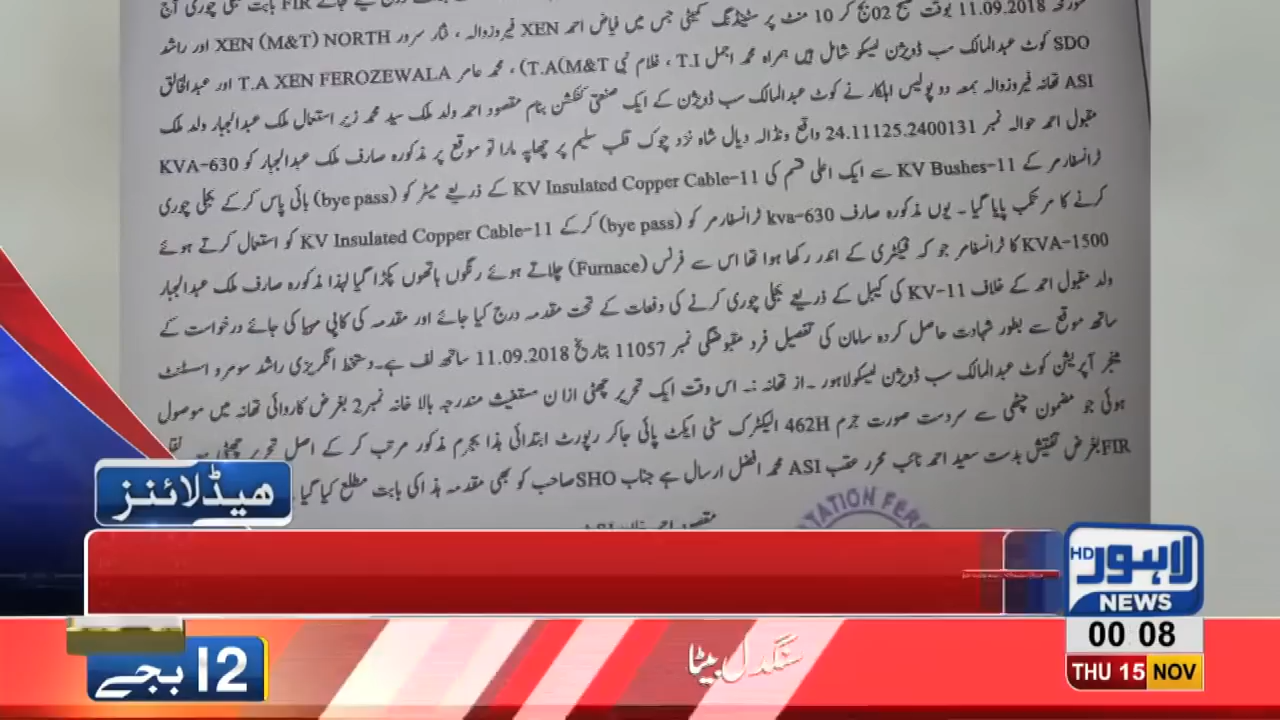 مورخہ 11.09.2018 بوقت صبح 02 بج کر 10 منٹ پر سٹینڈنگ کمیٹی جس میں فیاض احمد XEN فیروزوالہ ، نثار سرور XEN (M&T) NORTH اور راشد
SDO کوٹ عبدالمالک سب ڈویژن لیسکو شامل ہیں ہمراہ محمد اجمل T.I ، غلام نبی T.A(M&T) ، محمد عامر T.A XEN FEROZEWALA اور عبدالخالق
ASI تھانہ فیروزوالہ بمعہ دو پولیس اہلکار نے کوٹ عبدالمالک سب ڈویژن کے ایک صنعتی کنکشن بنام مقصود احمد ولد ملک سید محمد زیر استعمال ملک عبدالجبار ولد ملک
مقبول احمد حوالہ نمبر 24.11125.2400131 واقع ونڈالہ دیال شاہ نزد چوک قلب سلیم پر چھاپہ مارا تو موقع پر مذکورہ صارف ملک عبدالجبار کو KVA-630
ٹرانسفارمر کے KV Bushes-11 سے ایک اعلیٰ قسم کی KV Insulated Copper Cable-11 کے ذریعے میٹر کو (bye pass) بائی پاس کرکے بجلی چوری
کرنے کا مرتکب پایا گیا ۔ یوں مذکورہ صارف kva-630 ٹرانسفارمر کو (bye pass) کرکے KV Insulated Copper Cable-11 کو استعمال کرتے ہوئے
KVA-1500 کا ٹرانسفامر جو کہ فیکٹری کے اندر رکھا ہوا تھا اس سے فرنس (Furnace) چلاتے ہوئے رنگوں ہاتھوں پکڑا گیا لہذا مذکورہ صارف ملک عبدالجبار
ولد مقبول احمد کے خلاف KV-11 کی کیبل کے ذریعے بجلی چوری کرنے کی دفعات کے تحت مقدمہ درج کیا جائے اور مقدمہ کی کاپی مہیا کی جائے درخواست کے
ساتھ موقع سے بطور شہادت حاصل کردہ سامان کی تفصیل فرد مقبوضگی نمبر 11057 بتاریخ 11.09.2018 ساتھ لف ہے۔دستخط انگریزی راشد سومرو اسسٹنٹ
منیجر آپریشن کوٹ عبدالمالک سب ڈویژن لیسکولاہور ۔از تھانہ :۔ اس وقت ایک تحریر چھٹی ازان مستغیث مندرجہ بالا خانہ نمبر2 بغرض کاروائی تھانہ میں موصول
ہوئی جو مضمون چٹھی سے سردست صورت جرم 462H الیکٹرک سٹی ایکٹ پائی جاکر رپورٹ ابتدائی ہذا بجرم مذکور مرتب کر کے اصل تحریر چھٹی
FIR بغرض تفتیش بدست سعید احمد نائب محرر عقب ASI محمد افضل ارسال ہے جناب SHO صاحب کو بھی مقدمہ ہذا کی بابت مطلع کیا گیا
ہیڈلائنز
لاہور
HD
NEWS
00 08
THU 15 NOV
12 بجے
سنگدل بیٹا